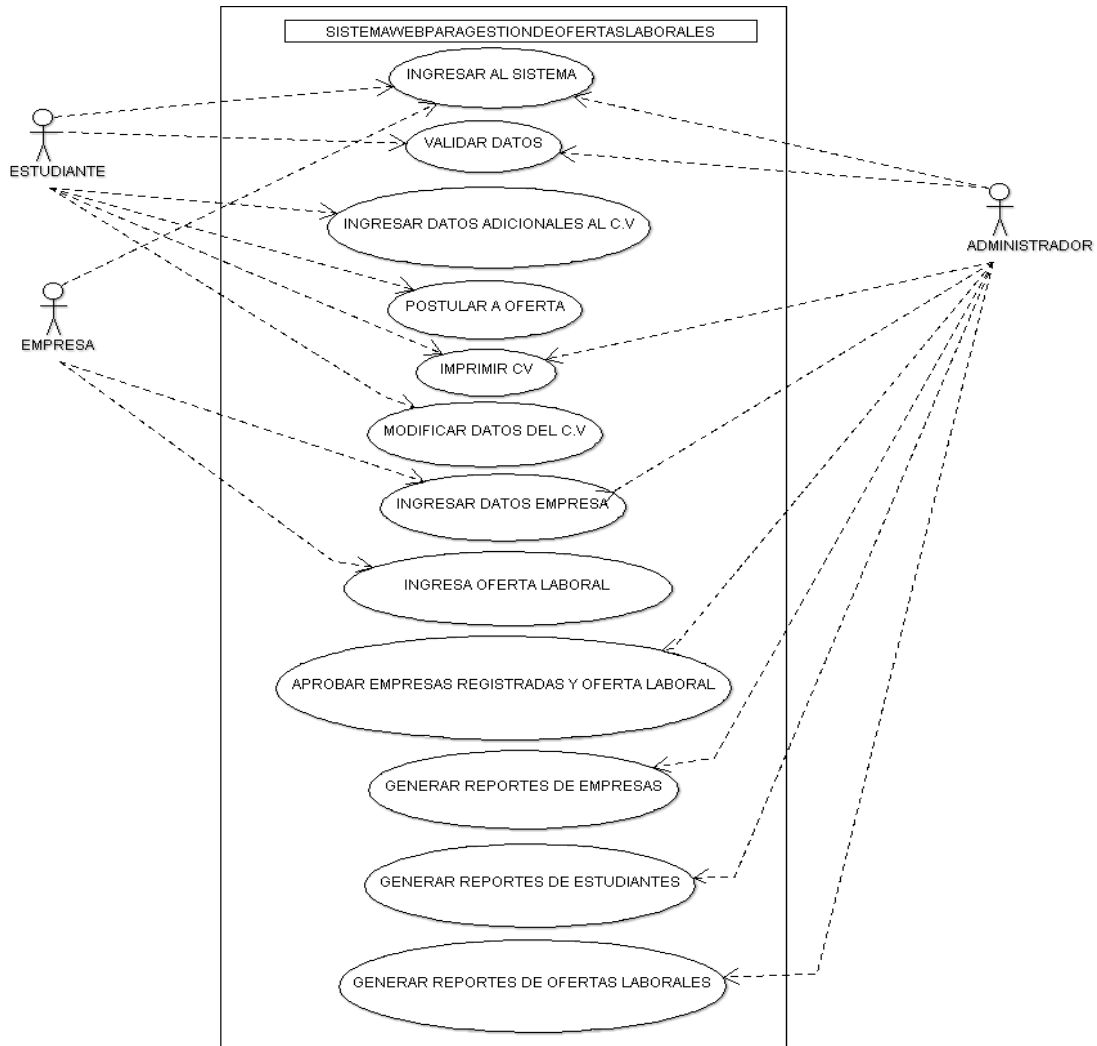 SISTEMAWEBPARAGESTIONDEOFERTASLABORALES
INGRESAR AL SISTEMA
VALIDAR DATOS
ESTUDIANTE
INGRESAR DATOS ADICIONALES AL C.V
ADMINISTRADOR
POSTULAR A OFERTA
EMPRESA
IMPRIMIR CV
MODIFICAR DATOS DEL C.V
INGRESAR DATOS EMPRESA
INGRESA OFERTA LABORAL
APROBAR EMPRESAS REGISTRADAS Y OFERTA LABORAL
GENERAR REPORTES DE EMPRESAS
GENERAR REPORTES DE ESTUDIANTES
GENERAR REPORTES DE OFERTAS LABORALES